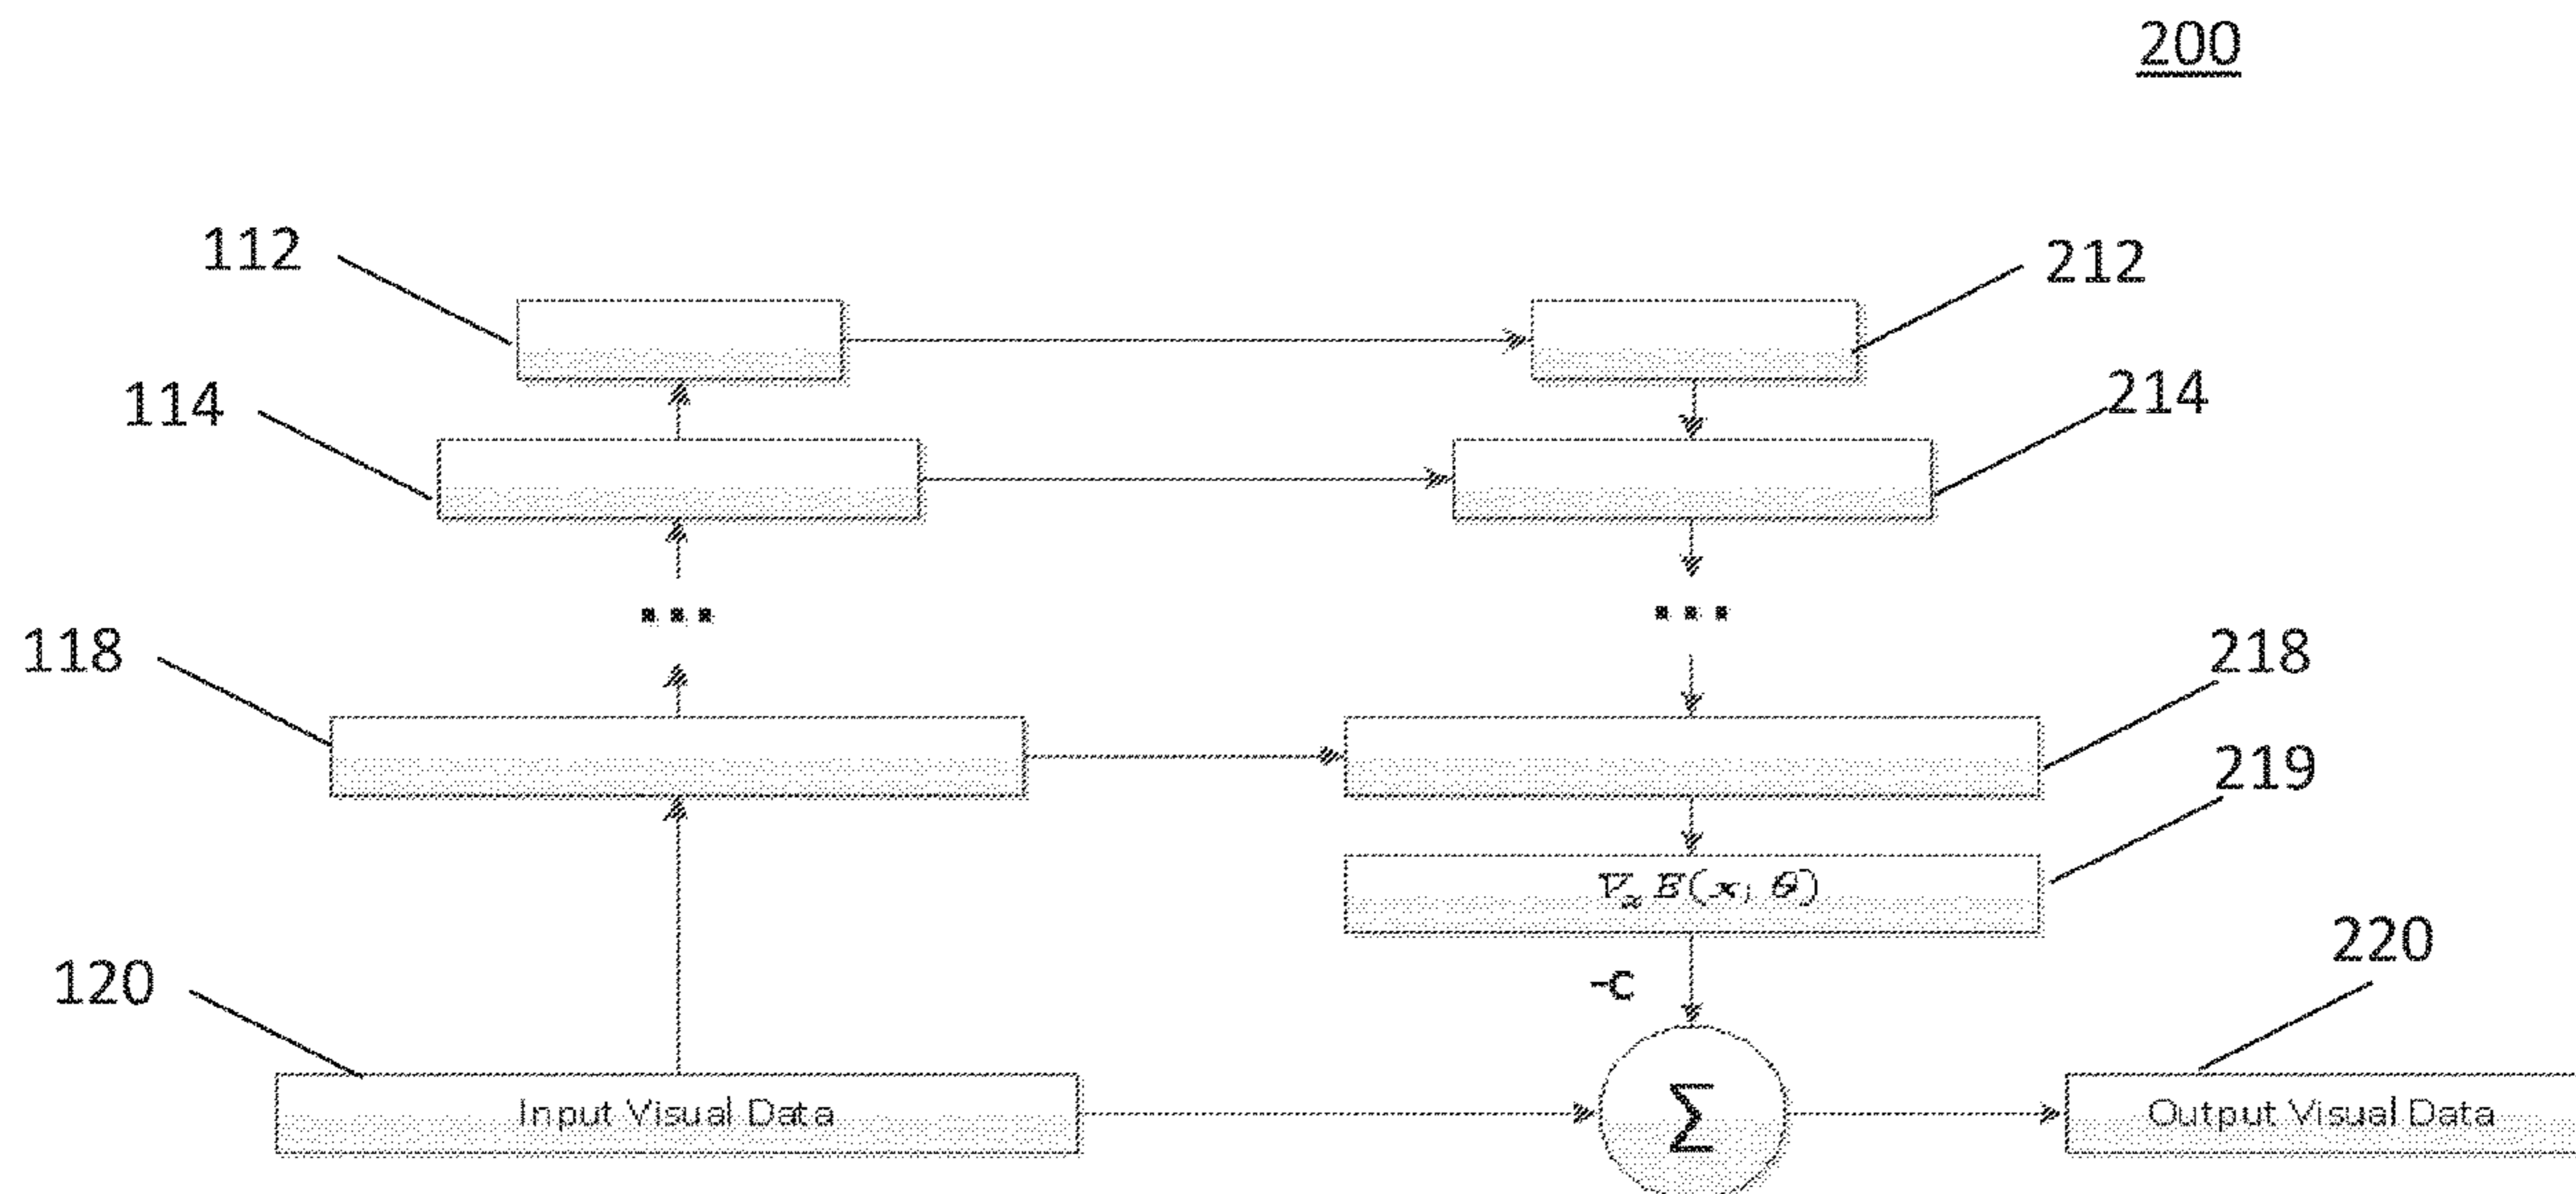 200
112
212
114
214
...
...
118
218
219
∇ₓ E(x; θ)
-C
120
220
Input Visual Data
Σ
Output Visual Data